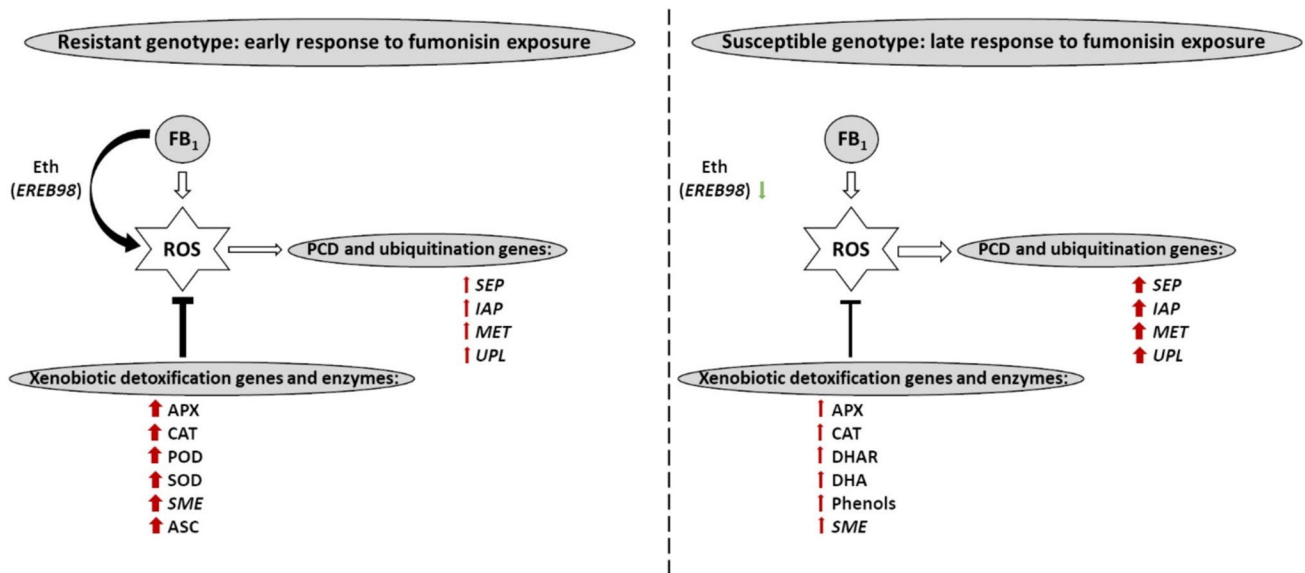 Resistant genotype: early response to fumonisin exposure
FB1
Eth
(EREB98)
ROS
PCD and ubiquitination genes:
SEP
IAP
MET
UPL
Xenobiotic detoxification genes and enzymes:
APX
CAT
POD
SOD
SME
ASC
Susceptible genotype: late response to fumonisin exposure
FB1
Eth
(EREB98)
ROS
PCD and ubiquitination genes:
SEP
IAP
MET
UPL
Xenobiotic detoxification genes and enzymes:
APX
CAT
DHAR
DHA
Phenols
SME